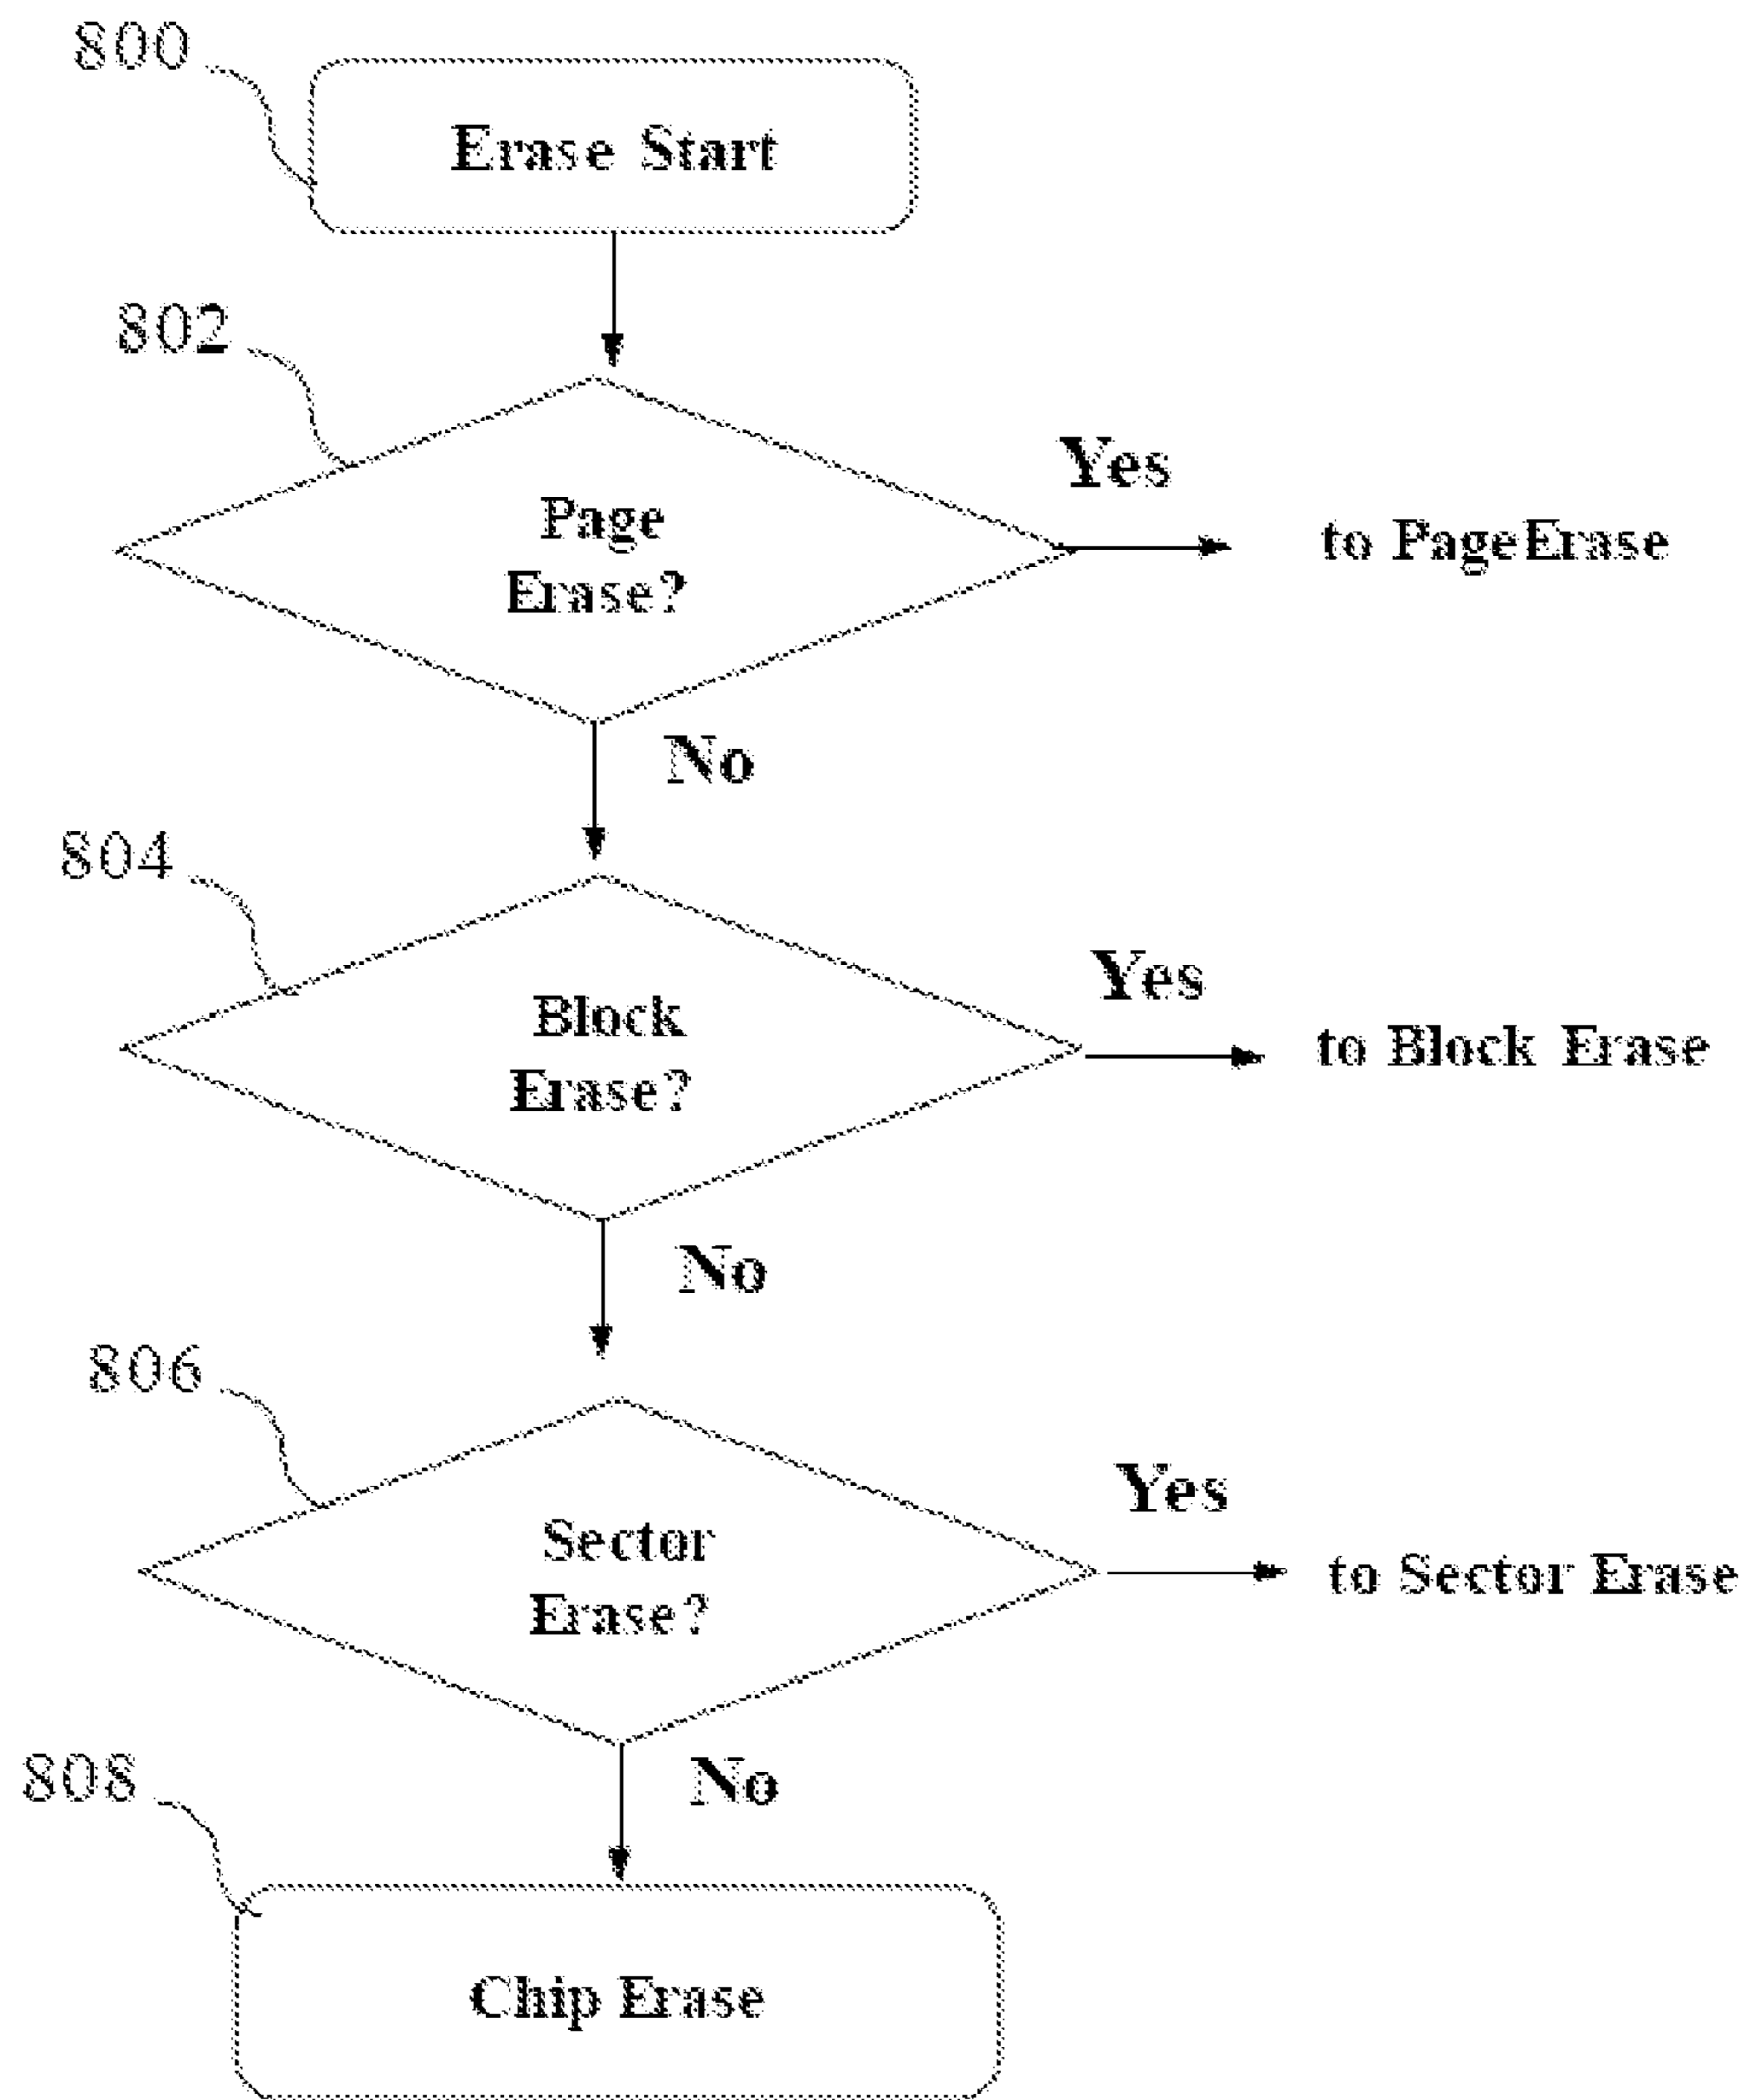 800
Erase Start
802
Yes
Page
Erase?
to PageErase
No
804
Yes
Block
Erase?
to Block Erase
No
806
Yes
Sector
Erase?
to Sector Erase
No
808
Chip Erase